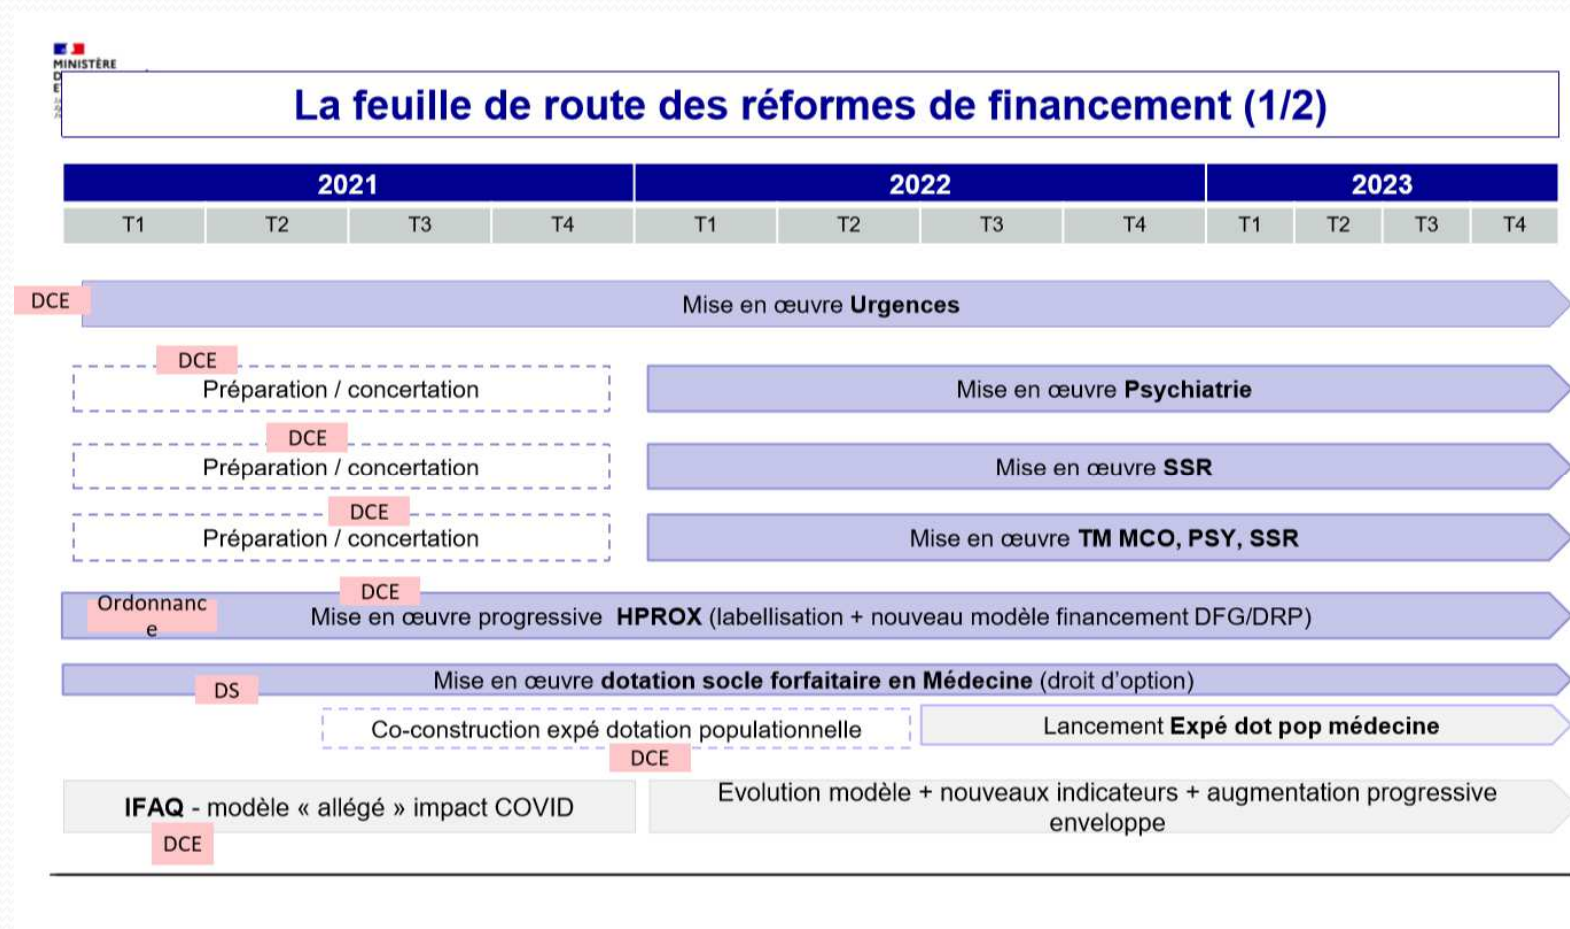 MINISTÈRE
La feuille de route des réformes de financement (1/2)
2021 2022 2023
T1 T2 T3 T4 T1 T2 T3 T4 T1 T2 T3 T4
DCE
Mise en œuvre Urgences
DCE
Préparation / concertation
Mise en œuvre Psychiatrie
DCE
Préparation / concertation
Mise en œuvre SSR
DCE
Préparation / concertation
Mise en œuvre TM MCO, PSY, SSR
DCE
Ordonnanc
e
Mise en œuvre progressive HPROX (labellisation + nouveau modèle financement DFG/DRP)
DS
Mise en œuvre dotation socle forfaitaire en Médecine (droit d'option)
Co-construction expé dotation populationnelle
Lancement Expé dot pop médecine
DCE
IFAQ - modèle « allégé » impact COVID
Evolution modèle + nouveaux indicateurs + augmentation progressive
enveloppe
DCE